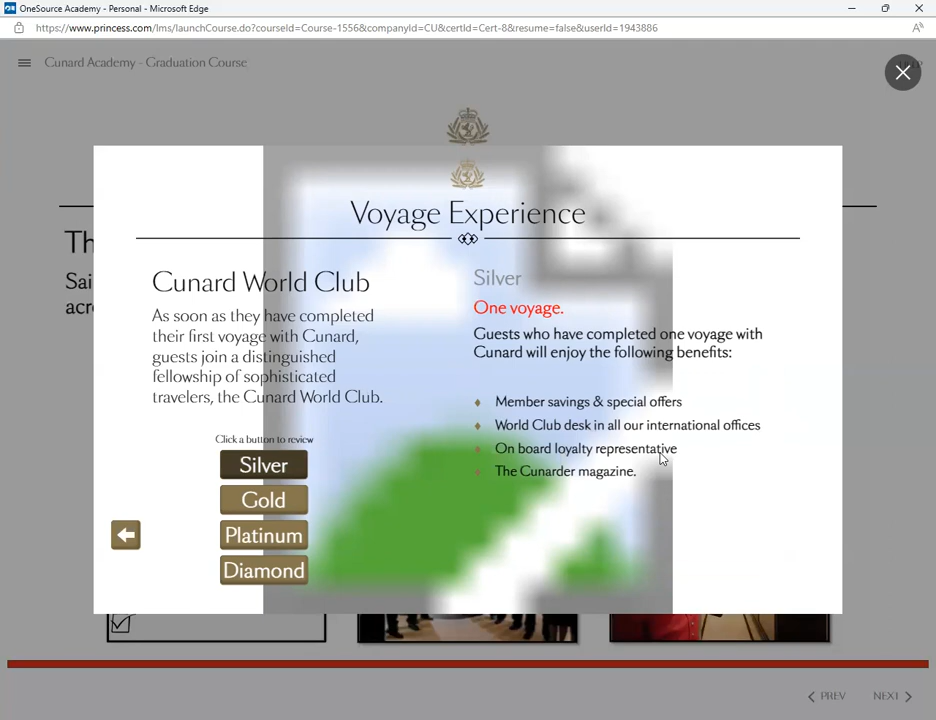 OneSource Academy - Personal - Microsoft Edge
https://www.princess.com/lms/launchCourse.do?courseId=Course-1556&companyId=CU&certId=Cert-8&resume=false&userId=1943886
Cunard Academy - Graduation Course
Voyage Experience
Th
Sai
acr
Cunard World Club
As soon as they have completed
their first voyage with Cunard,
guests join a distinguished
fellowship of sophisticated
travelers, the Cunard World Club.
Click a button to review
Silver
Gold
Platinum
Diamond
Silver
One voyage.
Guests who have completed one voyage with
Cunard will enjoy the following benefits:
Member savings & special offers
World Club desk in all our international offices
On board loyalty representative
The Cunarder magazine.
PREV
NEXT